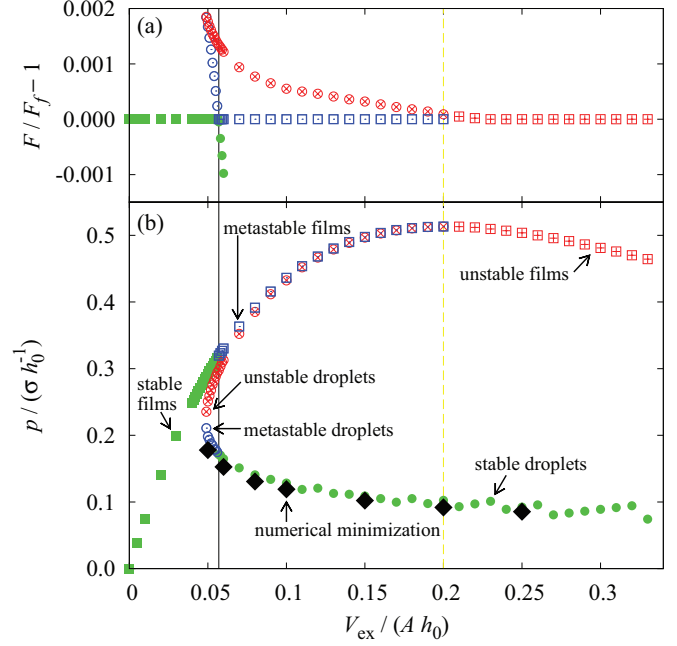 (a)
F / F_f − 1
0.002
0.001
0.000
-0.001
(b)
metastable films
unstable films
stable
films
unstable droplets
metastable droplets
stable droplets
numerical minimization
p / (σ h₀⁻¹)
0.5
0.4
0.3
0.2
0.1
0.0
0 0.05 0.1 0.15 0.2 0.25 0.3
V_ex / (A h₀)